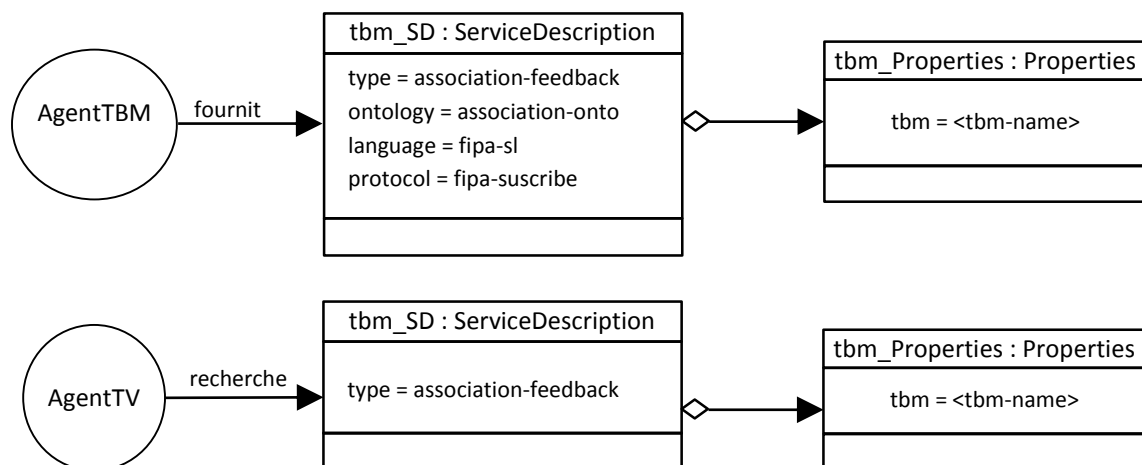 tbm_SD : ServiceDescription
tbm_Properties : Properties
AgentTBM
fournit
type = association-feedback
ontology = association-onto
language = fipa-sl
protocol = fipa-suscribe
tbm = <tbm-name>
tbm_SD : ServiceDescription
tbm_Properties : Properties
AgentTV
recherche
type = association-feedback
tbm = <tbm-name>